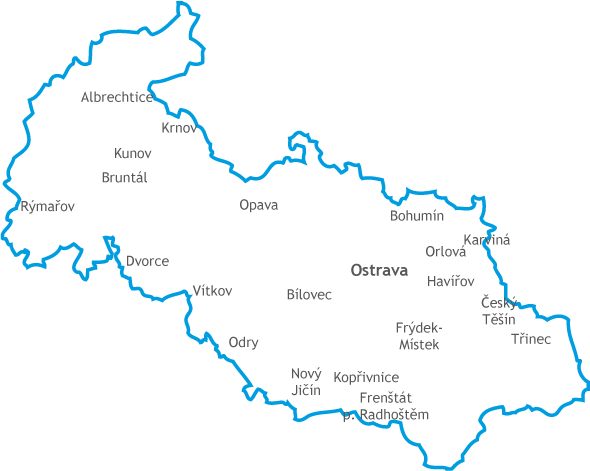 Albrechtice
Krnov
Kunov
Bruntál
Rýmařov
Opava
Bohumín
Karviná
Orlová
Dvorce
Ostrava
Havířov
Vítkov
Bílovec
Český
Těšín
Frýdek-
Místek
Třinec
Odry
Nový
Jičín
Kopřivnice
Frenštát
p. Radhoštěm